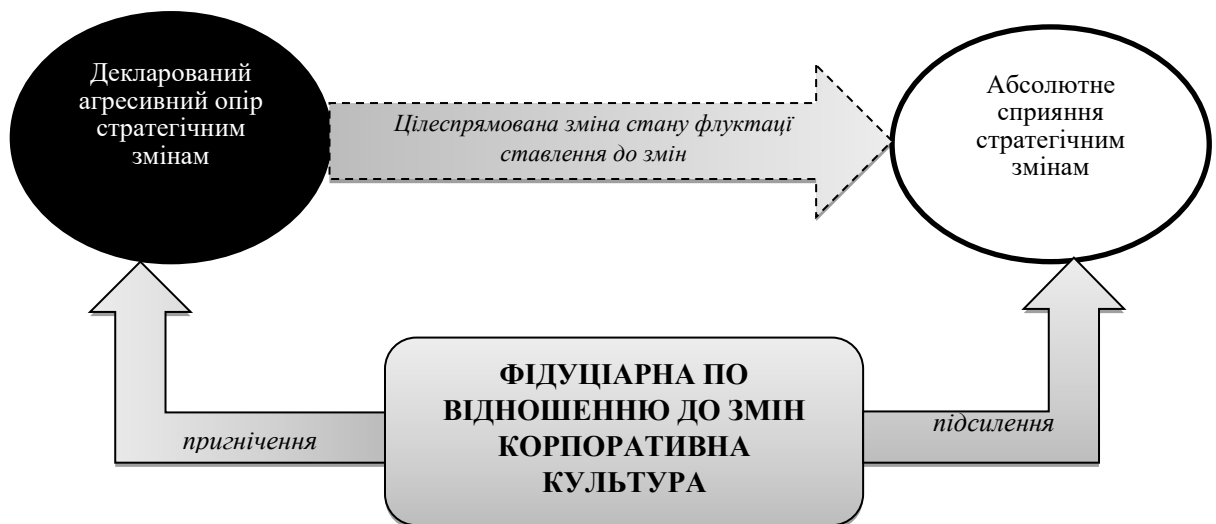 Декларований
агресивний опір
стратегічним
змінам
Цілеспрямована зміна стану флуктації
ставлення до змін
Абсолютне
сприяння
стратегічним
змінам
ФІДУЦІАРНА ПО
ВІДНОШЕННЮ ДО ЗМІН
КОРПОРАТИВНА
КУЛЬТУРА
пригнічення
підсилення